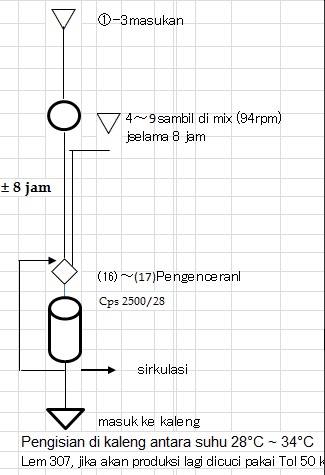 ①-3masukan
4～9sambil di mix (94rpm)
jselama 8 jam
± 8 jam
(16)～(17)Pengenceranl
Cps 2500/28
sirkulasi
masuk ke kaleng
Pengisian di kaleng antara suhu 28°C ~ 34°C
Lem 307, jika akan produksi lagi dicuci pakai Tol 50